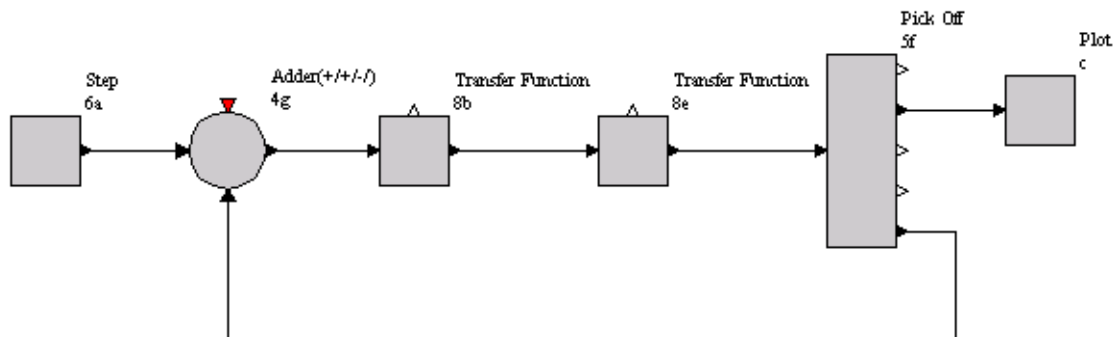 Step
6a
Adder(+/+/-/)
4g
Transfer Function
8b
Transfer Function
8e
Pick Off
5f
Plot
c